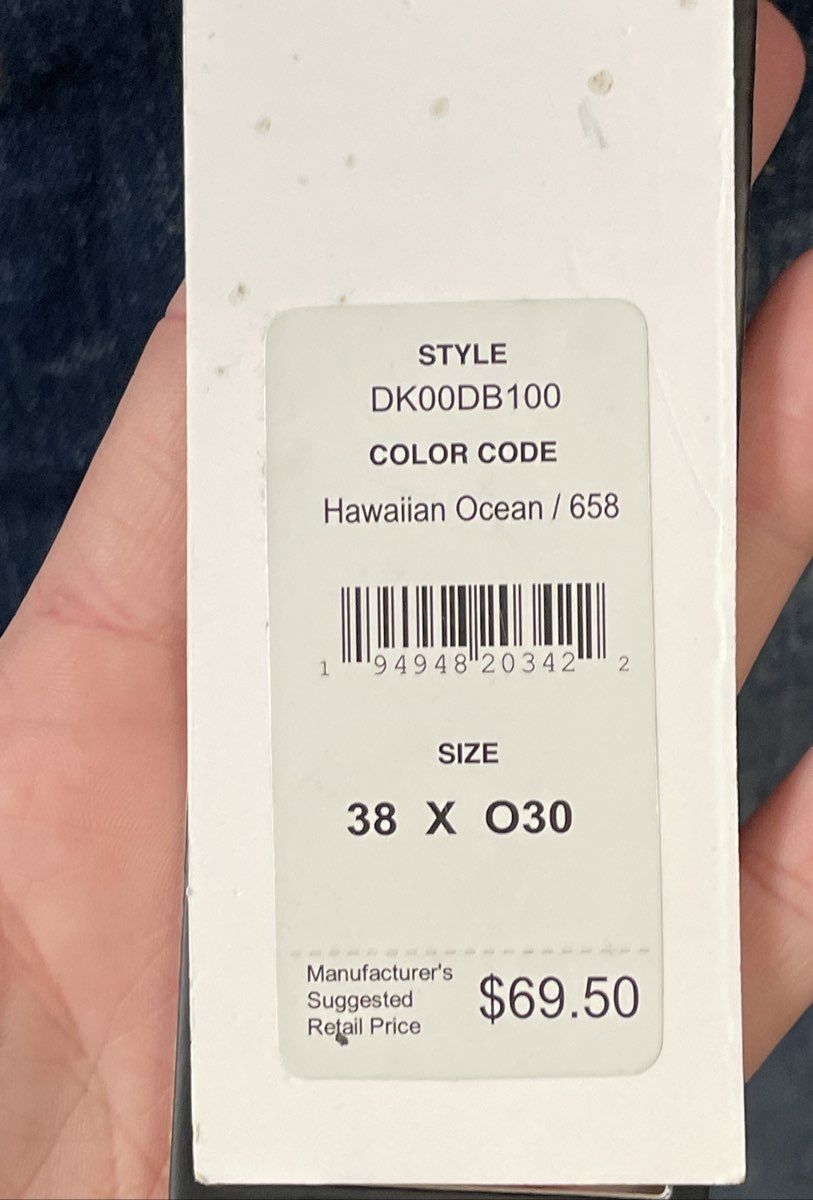 STYLE
DK00DB100
COLOR CODE
Hawaiian Ocean / 658
1 94948 20342 2
SIZE
38 X O30
Manufacturer's
Suggested
Retail Price
$69.50